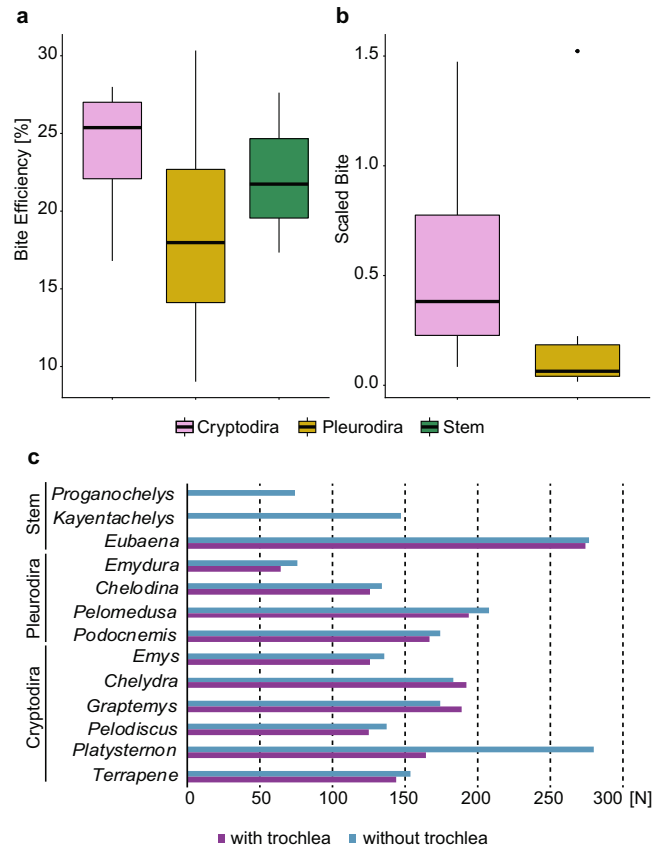 a
b
30
25
20
15
10
Bite Efficiency [%]
1.5
1.0
0.5
0.0
Scaled Bite
Cryptodira
Pleurodira
Stem
c
Stem
Pleurodira
Cryptodira
Proganochelys
Kayentachelys
Eubaena
Emydura
Chelodina
Pelomedusa
Podocnemis
Emys
Chelydra
Graptemys
Pelodiscus
Platysternon
Terrapene
0 50 100 150 200 250 300 [N]
with trochlea
without trochlea